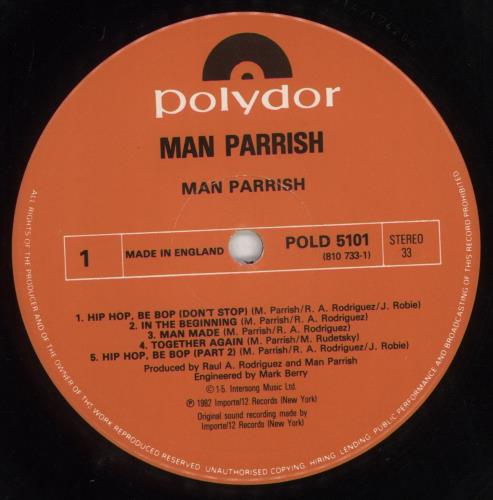 polydor
MAN PARRISH
MAN PARRISH
1
MADE IN ENGLAND
POLD 5101
(810 733-1)
STEREO
33
1. HIP HOP, BE BOP (DON'T STOP) (M. Parrish/R. A. Rodriguez/J. Robie)
2. IN THE BEGINNING (M. Parrish/R. A. Rodriguez)
3. MAN MADE (M. Parrish/R. A. Rodriguez)
4. TOGETHER AGAIN (M. Parrish/M. Rudetsky)
5. HIP HOP, BE BOP (PART 2) (M. Parrish/R. A. Rodriguez/J. Robie)
Produced by Raul A. Rodriguez and Man Parrish
Engineered by Mark Berry
© 1-5. Intersong Music Ltd.
℗ 1982 Importe/12 Records (New York)
Original sound recording made by
Importe/12 Records (New York)
ALL RIGHTS OF THE PRODUCER AND OF THE OWNER OF THE WORK REPRODUCED RESERVED. UNAUTHORISED COPYING, HIRING, LENDING, PUBLIC PERFORMANCE AND BROADCASTING OF THIS RECORD PROHIBITED.